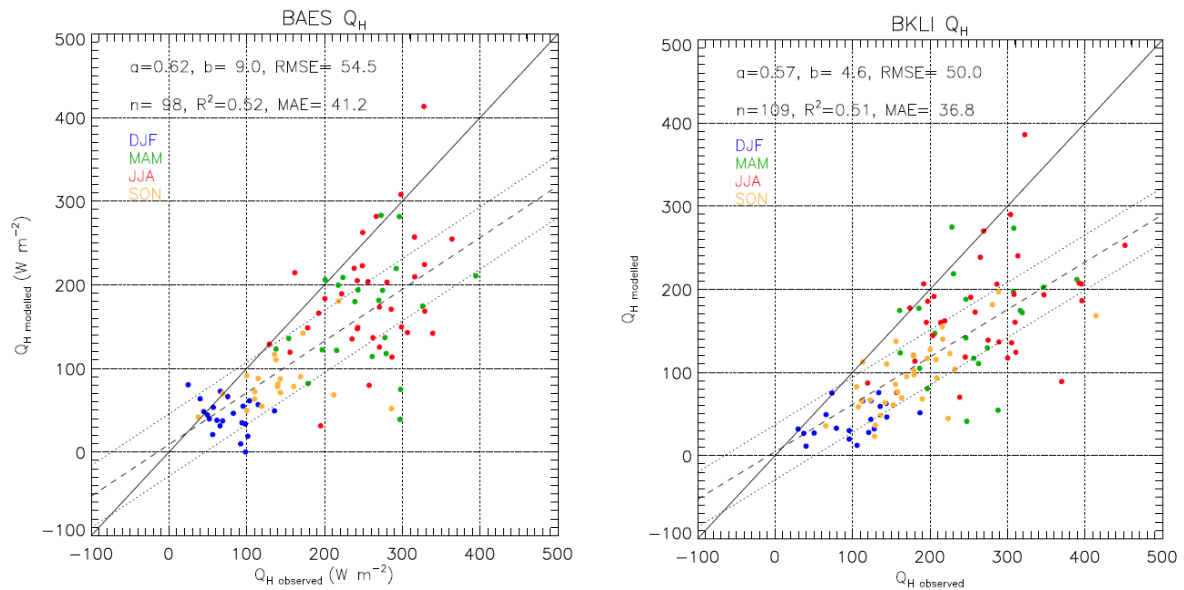 BAES Q_H
a=0.62, b= 9.0, RMSE= 54.5
n= 98, R²=0.52, MAE= 41.2
DJF
MAM
JJA
SON
500
400
300
200
100
0
-100
-100 0 100 200 300 400 500
Q_H modelled (W m⁻²)
Q_H observed (W m⁻²)
BKLI Q_H
a=0.57, b= 4.6, RMSE= 50.0
n=109, R²=0.51, MAE= 36.8
DJF
MAM
JJA
SON
500
400
300
200
100
0
-100
-100 0 100 200 300 400 500
Q_H modelled
Q_H observed